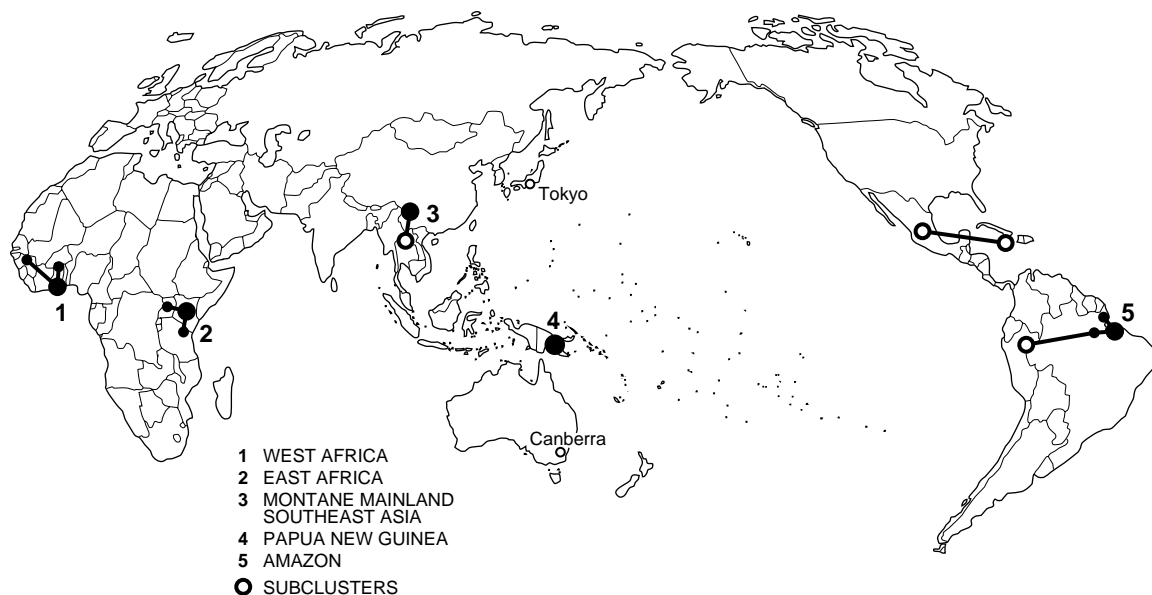 3
Tokyo
1
2
4
5
Canberra
1 WEST AFRICA
2 EAST AFRICA
3 MONTANE MAINLAND
SOUTHEAST ASIA
4 PAPUA NEW GUINEA
5 AMAZON
SUBCLUSTERS